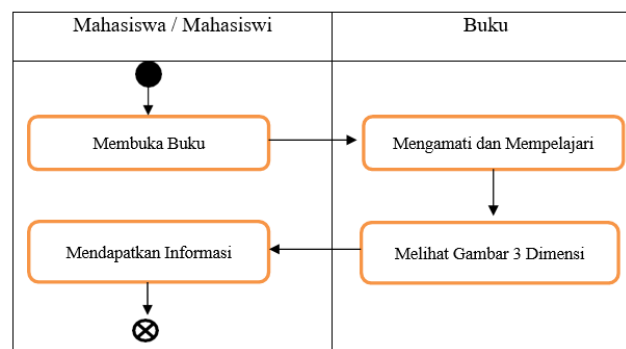 Mahasiswa / Mahasiswi
Buku
Membuka Buku
Mengamati dan Mempelajari
Melihat Gambar 3 Dimensi
Mendapatkan Informasi